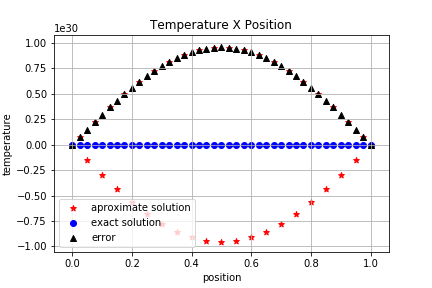 Temperature X Position
1e30
1.00
0.75
0.50
0.25
0.00
−0.25
−0.50
−0.75
−1.00
temperature
aproximate solution
exact solution
error
0.0 0.2 0.4 0.6 0.8 1.0
position